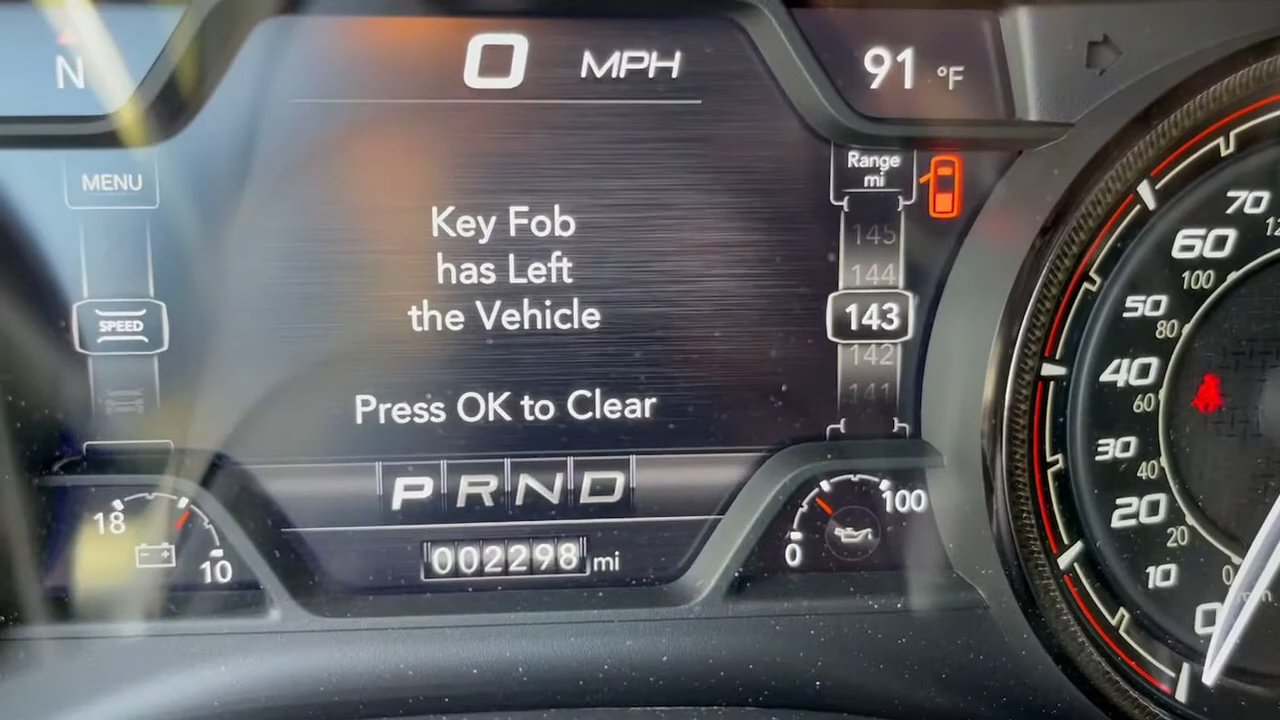 N
0 MPH
91 °F
MENU
SPEED
Key Fob
has Left
the Vehicle
Press OK to Clear
Range
mi
145
144
143
142
141
P R N D
002298 mi
18
10
0
100
70
60
50
40
30
20
10
0
100
80
60
40
20
0